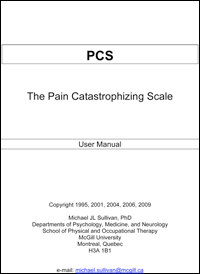 PCS
The Pain Catastrophizing Scale
User Manual
Copyright 1995, 2001, 2004, 2006, 2009
Michael JL Sullivan, PhD
Departments of Psychology, Medicine, and Neurology
School of Physical and Occupational Therapy
McGill University
Montreal, Quebec
H3A 1B1
e-mail: michael.sullivan@mcgill.ca